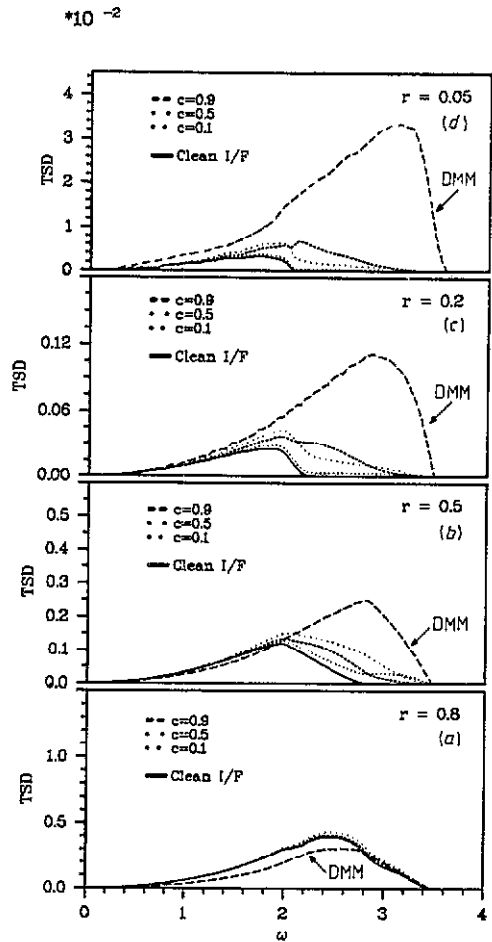 *10 ⁻²
4
3
2
1
0
TSD
c=0.9
c=0.5
c=0.1
Clean I/F
r = 0.05
(d)
DMM
0.12
0.06
0.00
TSD
c=0.9
c=0.5
c=0.1
Clean I/F
r = 0.2
(c)
DMM
0.5
0.4
0.3
0.2
0.1
0.0
TSD
c=0.9
c=0.5
c=0.1
Clean I/F
r = 0.5
(b)
DMM
1.0
0.5
0.0
TSD
c=0.9
c=0.5
c=0.1
Clean I/F
r = 0.8
(a)
DMM
0 1 2 3 4
ω